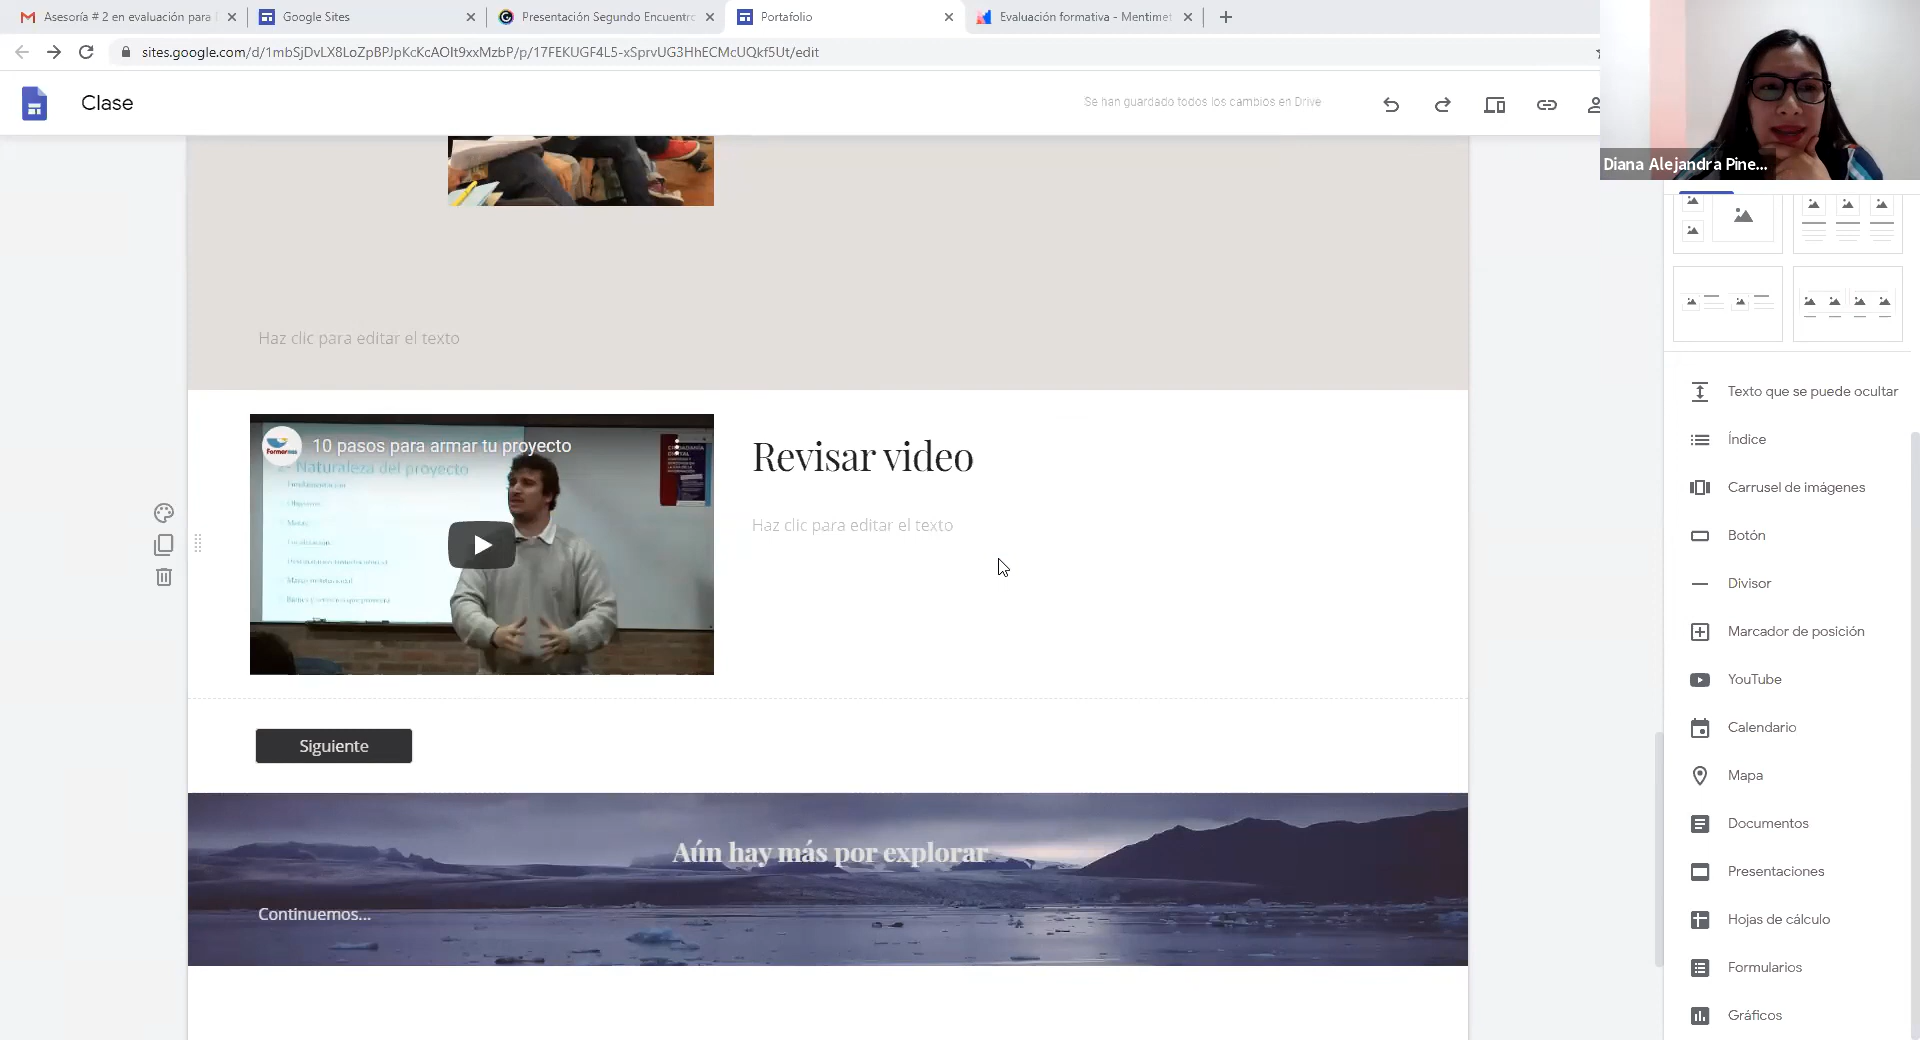 Asesoría # 2 en evaluación para
Google Sites
Presentación Segundo Encuentro
Portafolio
Evaluación formativa - Mentimet
sites.google.com/d/1mbSjDvLX8LoZpBPJpKcKcAOIt9xxMzbP/p/17FEKUGF4L5-xSprvUG3HhECMcUQkf5Ut/edit
Clase
Se han guardado todos los cambios en Drive
Diana Alejandra Pine...
Haz clic para editar el texto
Formarnos
10 pasos para armar tu proyecto
Naturaleza del proyecto
Fundamentación
Objetivos
Metas
Revisar video
Haz clic para editar el texto
Siguiente
Aún hay más por explorar
Continuemos...
Texto que se puede ocultar
Índice
Carrusel de imágenes
Botón
Divisor
Marcador de posición
YouTube
Calendario
Mapa
Documentos
Presentaciones
Hojas de cálculo
Formularios
Gráficos